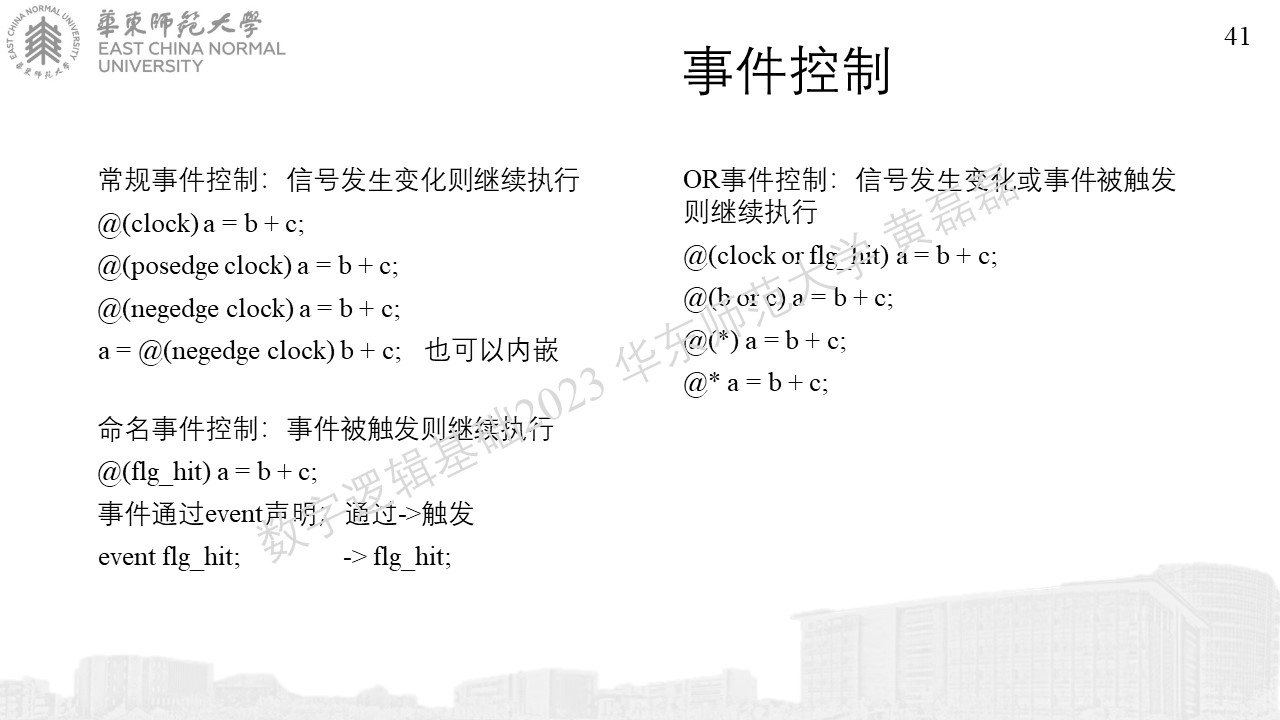 華東師範大學
EAST CHINA NORMAL
UNIVERSITY
41
事件控制
常规事件控制：信号发生变化则继续执行
@(clock) a = b + c;
@(posedge clock) a = b + c;
@(negedge clock) a = b + c;
a = @(negedge clock) b + c; 也可以内嵌
命名事件控制：事件被触发则继续执行
@(flg_hit) a = b + c;
事件通过event声明；通过->触发
event flg_hit; -> flg_hit;
OR事件控制：信号发生变化或事件被触发
则继续执行
@(clock or flg_hit) a = b + c;
@(b or c) a = b + c;
@(*) a = b + c;
@* a = b + c;
数字逻辑基础2023 华东师范大学 黄磊磊
EAST CHINA NORMAL UNIVERSITY
華東师范大学